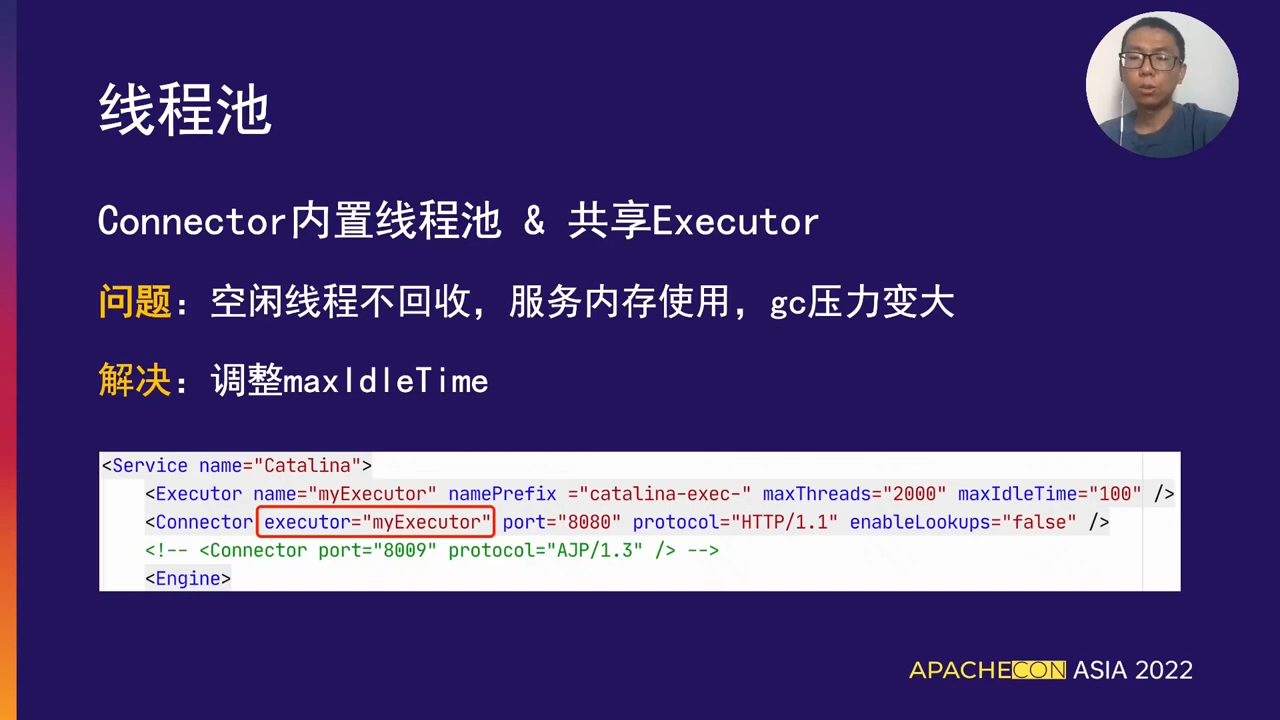 线程池
Connector内置线程池 & 共享Executor
问题：空闲线程不回收，服务内存使用，gc压力变大
解决：调整maxIdleTime
<Service name="Catalina">
<Executor name="myExecutor" namePrefix ="catalina-exec-" maxThreads="2000" maxIdleTime="100" />
<Connector executor="myExecutor" port="8080" protocol="HTTP/1.1" enableLookups="false" />
<!-- <Connector port="8009" protocol="AJP/1.3" /> -->
<Engine>
APACHECON ASIA 2022